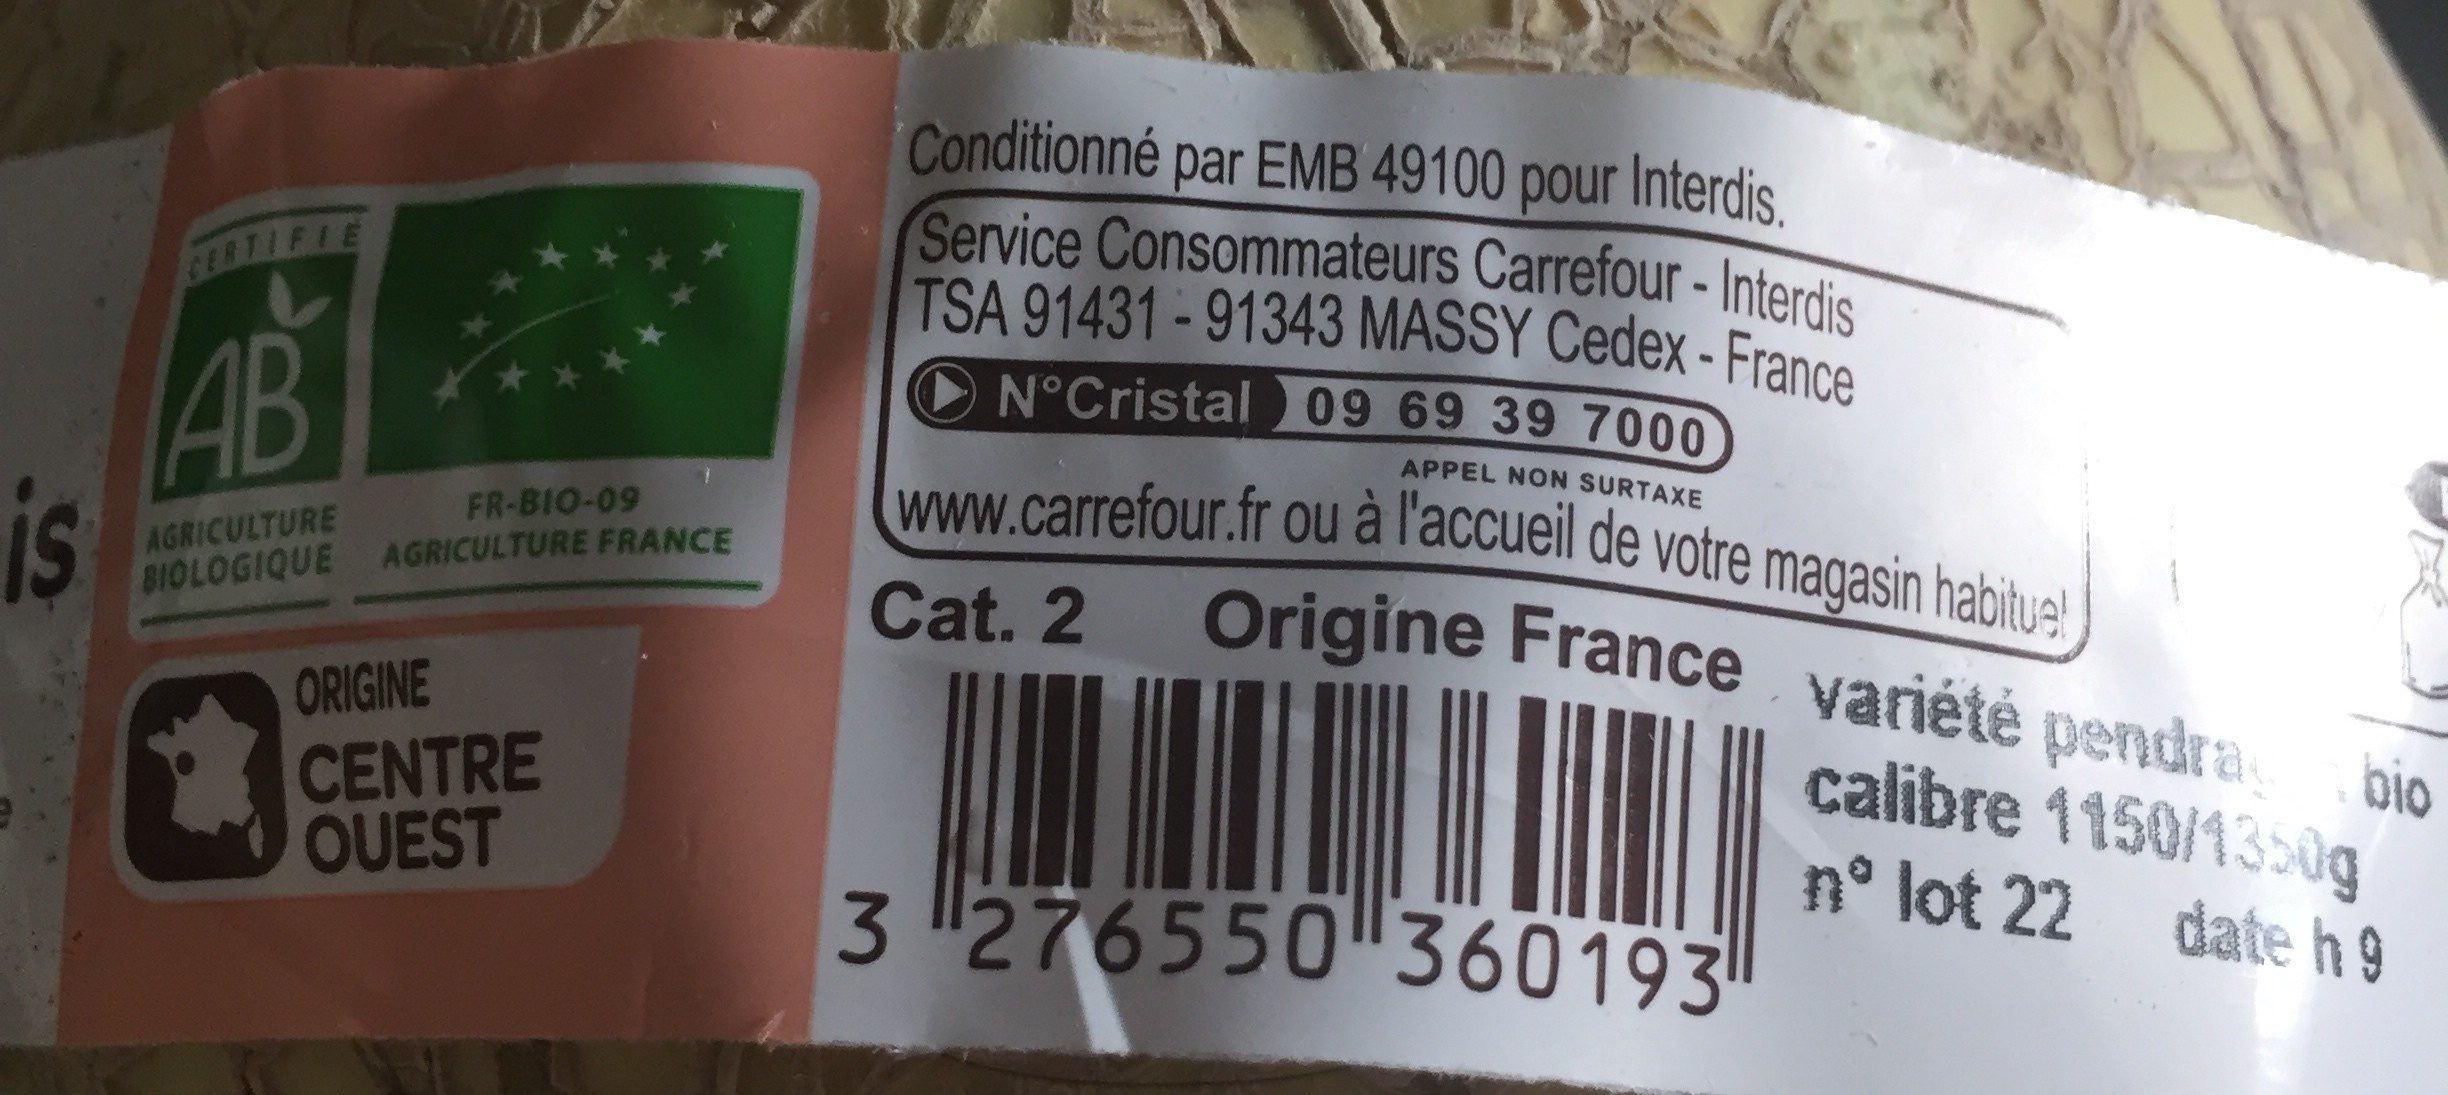 is
CERTIFIÉ
AB
AGRICULTURE
BIOLOGIQUE
FR-BIO-09
AGRICULTURE FRANCE
ORIGINE
CENTRE
OUEST
Conditionné par EMB 49100 pour Interdis.
Service Consommateurs Carrefour - Interdis
TSA 91431 - 91343 MASSY Cedex - France
N°Cristal 09 69 39 7000
APPEL NON SURTAXE
www.carrefour.fr ou à l'accueil de votre magasin habituel
Cat. 2 Origine France
3 276550 360193
variété bio
calibre 1150/1350g
n° lot 22 date h 9